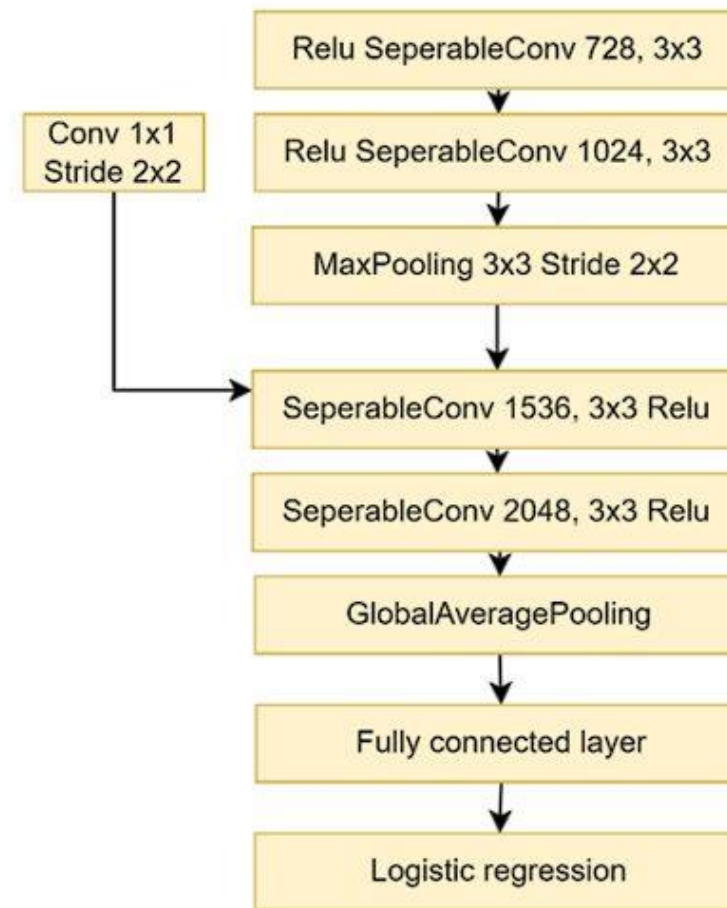 Relu SeperableConv 728, 3x3
Conv 1x1
Stride 2x2
Relu SeperableConv 1024, 3x3
MaxPooling 3x3 Stride 2x2
SeperableConv 1536, 3x3 Relu
SeperableConv 2048, 3x3 Relu
GlobalAveragePooling
Fully connected layer
Logistic regression